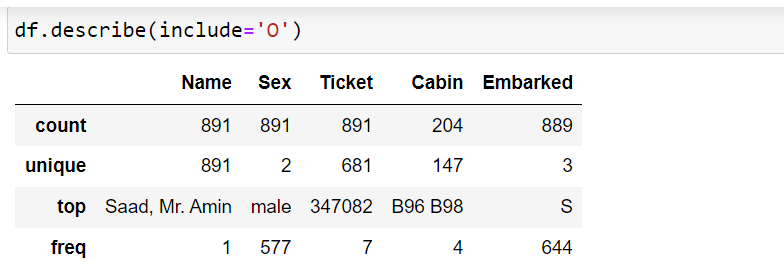 df.describe(include='O')
Name Sex Ticket Cabin Embarked
count 891 891 891 204 889
unique 891 2 681 147 3
top Saad, Mr. Amin male 347082 B96 B98 S
freq 1 577 7 4 644